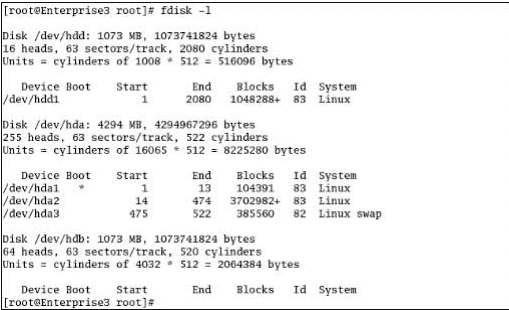 [root@Enterprise3 root]# fdisk -l
Disk /dev/hdd: 1073 MB, 1073741824 bytes
16 heads, 63 sectors/track, 2080 cylinders
Units = cylinders of 1008 * 512 = 516096 bytes
Device Boot Start End Blocks Id System
/dev/hdd1 1 2080 1048288+ 83 Linux
Disk /dev/hda: 4294 MB, 4294967296 bytes
255 heads, 63 sectors/track, 522 cylinders
Units = cylinders of 16065 * 512 = 8225280 bytes
Device Boot Start End Blocks Id System
/dev/hda1 * 1 13 104391 83 Linux
/dev/hda2 14 474 3702982+ 83 Linux
/dev/hda3 475 522 385560 82 Linux swap
Disk /dev/hdb: 1073 MB, 1073741824 bytes
64 heads, 63 sectors/track, 520 cylinders
Units = cylinders of 4032 * 512 = 2064384 bytes
Device Boot Start End Blocks Id System
[root@Enterprise3 root]#